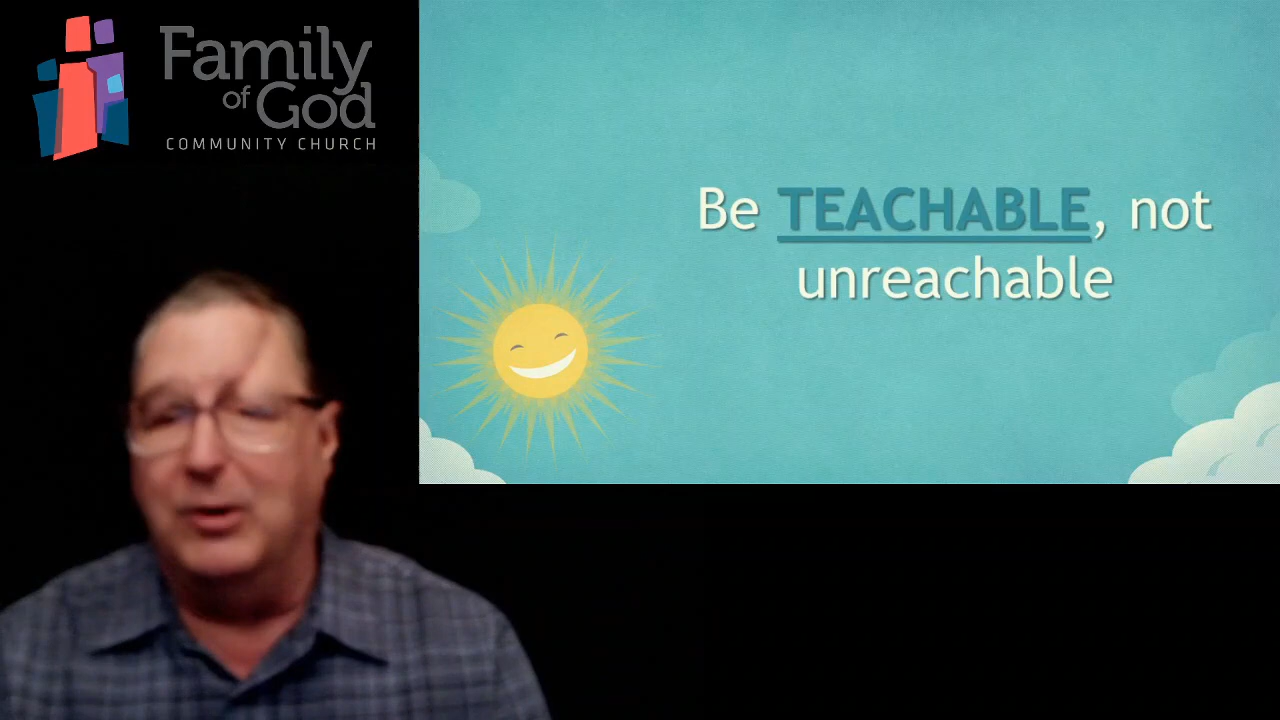 Family
of
God
COMMUNITY CHURCH
Be TEACHABLE, not
unreachable